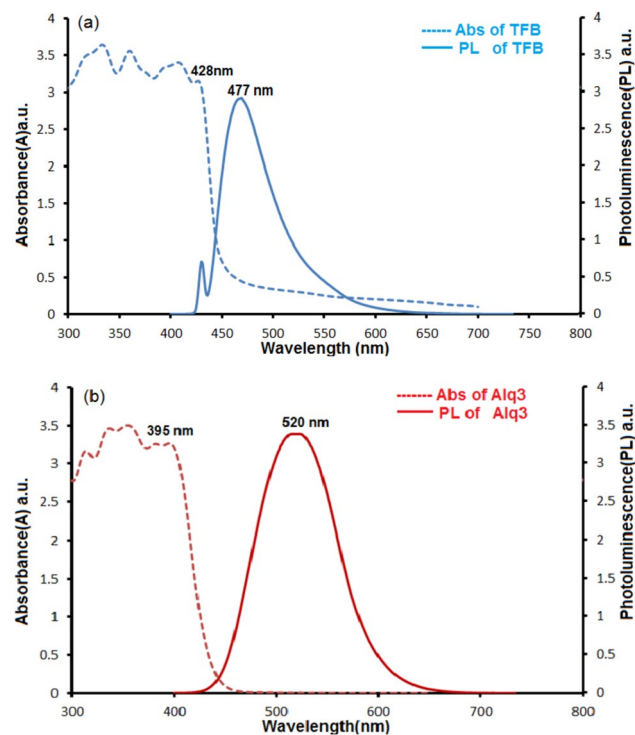 (a)
Abs of TFB
PL of TFB
428nm
477 nm
Absorbance(A)a.u.
Photoluminescence(PL) a.u.
4
3.5
3
2.5
2
1.5
1
0.5
0
4
3.5
3
2.5
2
1.5
1
0.5
0
300 350 400 450 500 550 600 650 700 750 800
Wavelength (nm)
(b)
Abs of Alq3
PL of Alq3
395 nm
520 nm
Absorbance(A) a.u.
Photoluminescence(PL) a.u.
4
3.5
3
2.5
2
1.5
1
0.5
0
4
3.5
3
2.5
2
1.5
1
0.5
0
300 400 500 600 700 800
Wavelength(nm)